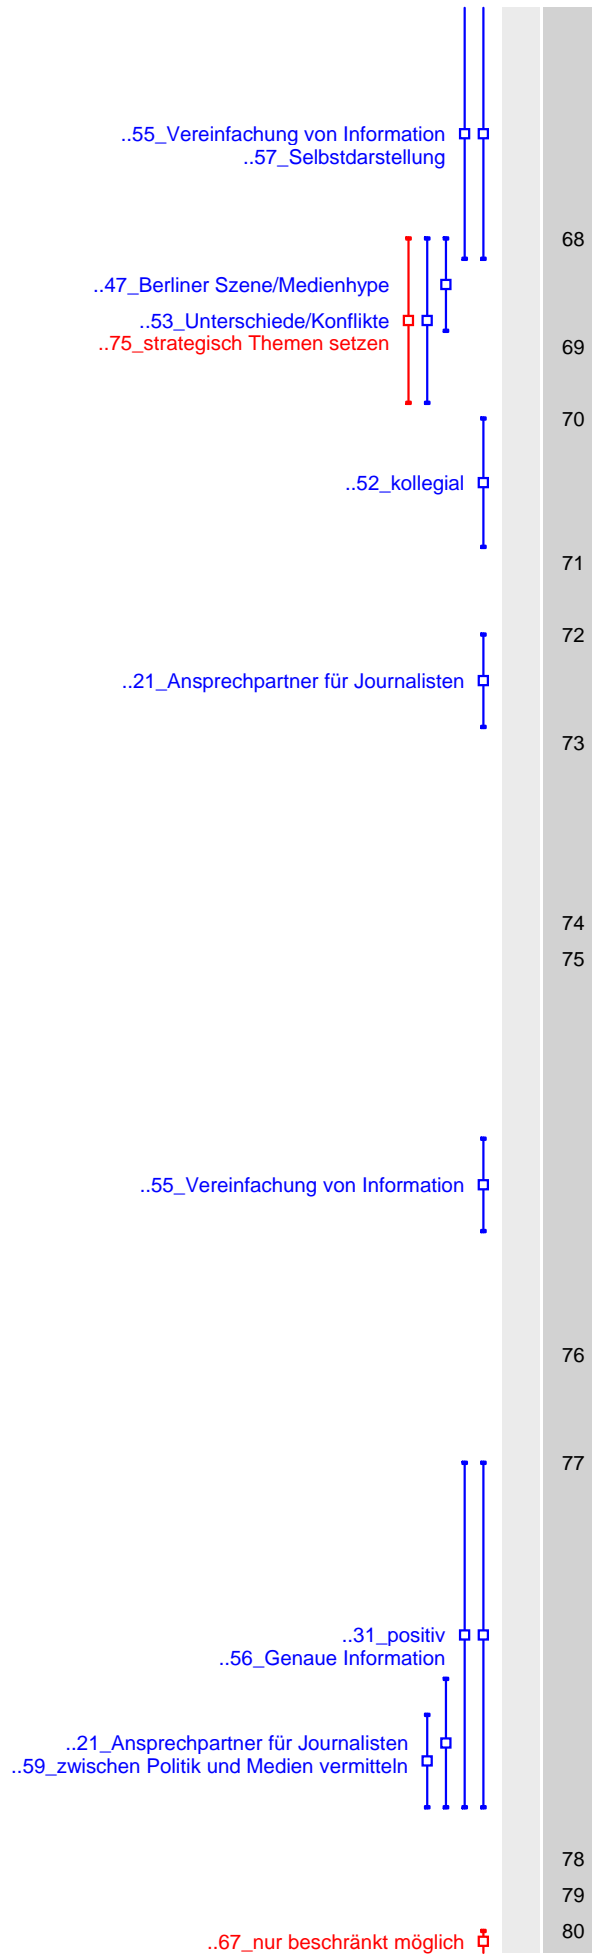 ..55_Vereinfachung von Information
..57_Selbstdarstellung
68
..47_Berliner Szene/Medienhype
..53_Unterschiede/Konflikte
..75_strategisch Themen setzen
69
70
..52_kollegial
71
72
..21_Ansprechpartner für Journalisten
73
74
75
..55_Vereinfachung von Information
76
77
..31_positiv
..56_Genaue Information
..21_Ansprechpartner für Journalisten
..59_zwischen Politik und Medien vermitteln
78
79
80
..67_nur beschränkt möglich